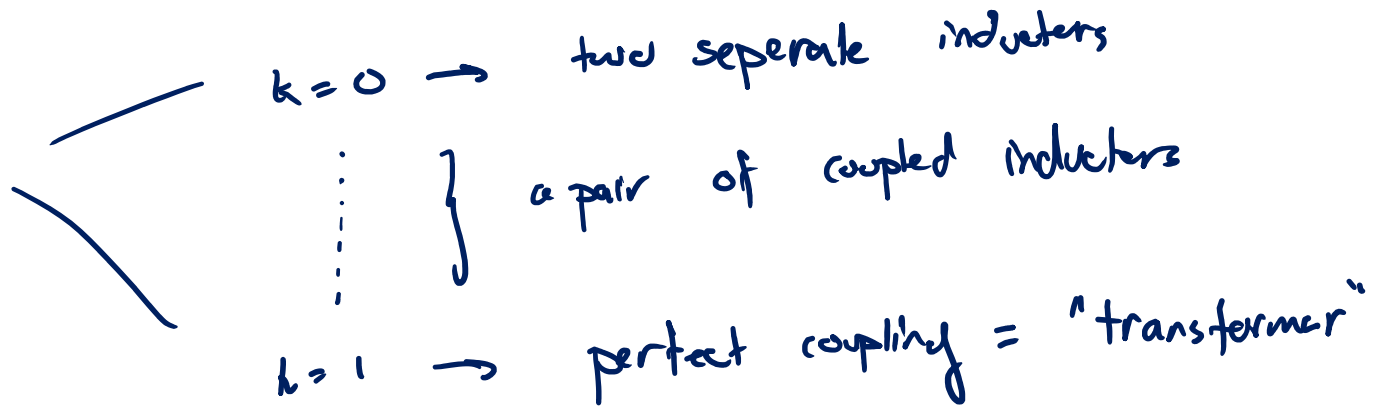 k = 0 → two seperate inductors
a pair of coupled inductors
k = 1 → perfect coupling = "transformer"